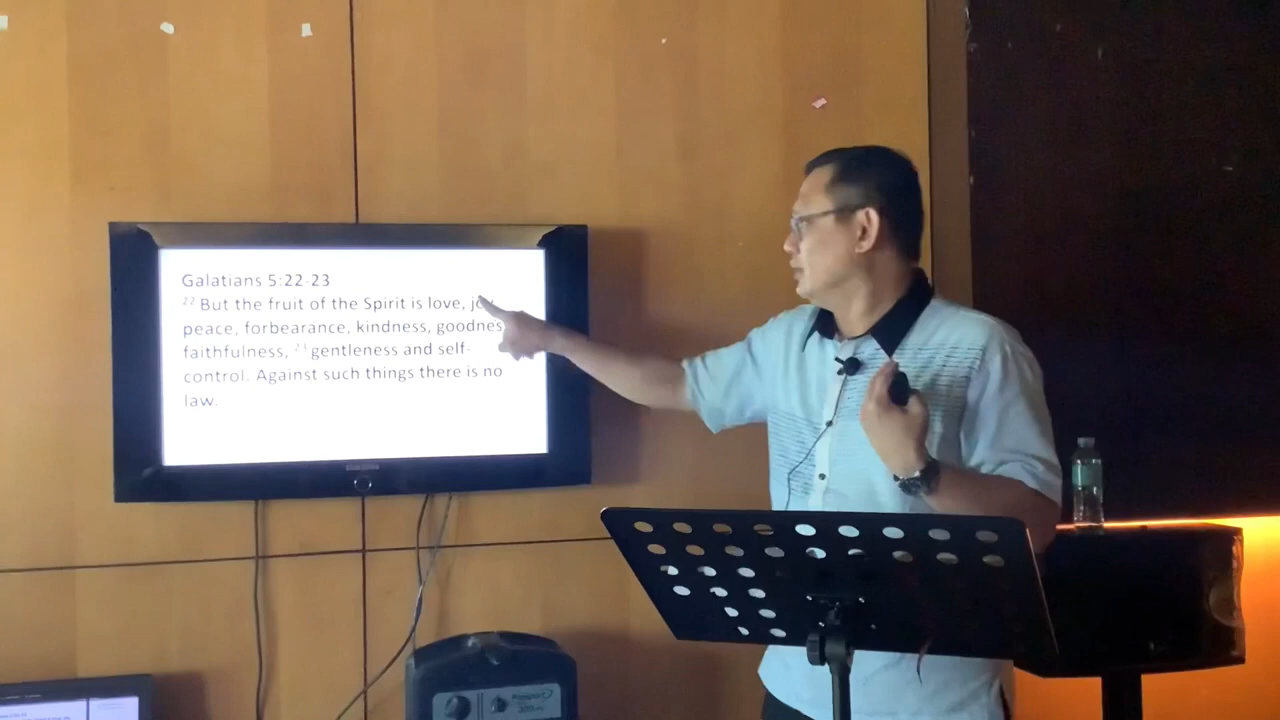 Galatians 5:22-23
22 But the fruit of the Spirit is love,
peace, forbearance, kindness, goodnes
faithfulness, 23 gentleness and self-
control. Against such things there is no
law.